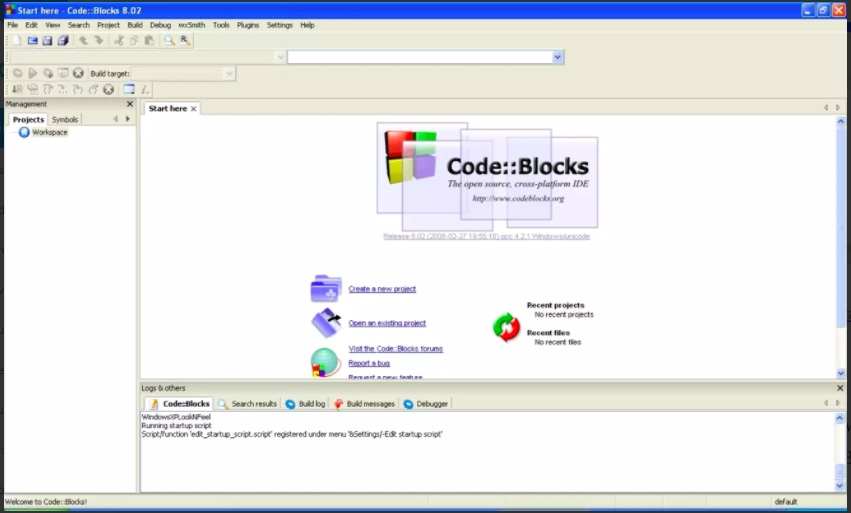 Start here - Code::Blocks 8.02
File Edit View Search Project Build Debug wxSmith Tools Plugins Settings Help
Build target:
Management
Projects Symbols
Workspace
Start here
Code::Blocks
The open source, cross-platform IDE
http://www.codeblocks.org
Release 8.02 (2008-02-27 19:55:16) gcc 4.2.1 Windows/unicode
Create a new project
Open an existing project
Visit the Code::Blocks forums
Report a bug
Request a new feature
Recent projects
No recent projects
Recent files
No recent files
Logs & others
Code::Blocks Search results Build log Build messages Debugger
WindowsXPLookNFeel
Running startup script
Script/function 'edit_startup_script.script' registered under menu '&Settings/-Edit startup script'
Welcome to Code::Blocks!
default